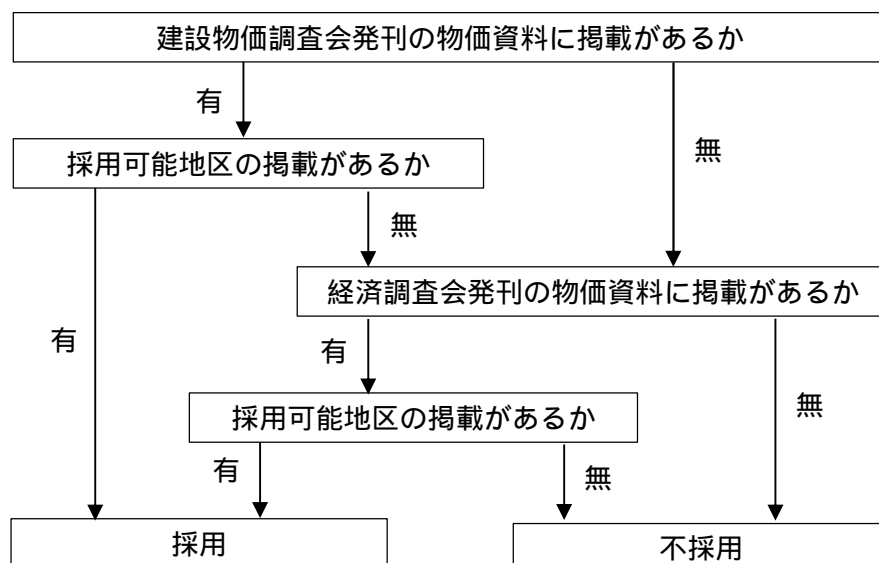 建設物価調査会発刊の物価資料に掲載があるか
有
採用可能地区の掲載があるか
無
無
経済調査会発刊の物価資料に掲載があるか
有
有
採用可能地区の掲載があるか
無
有
無
採用
不採用